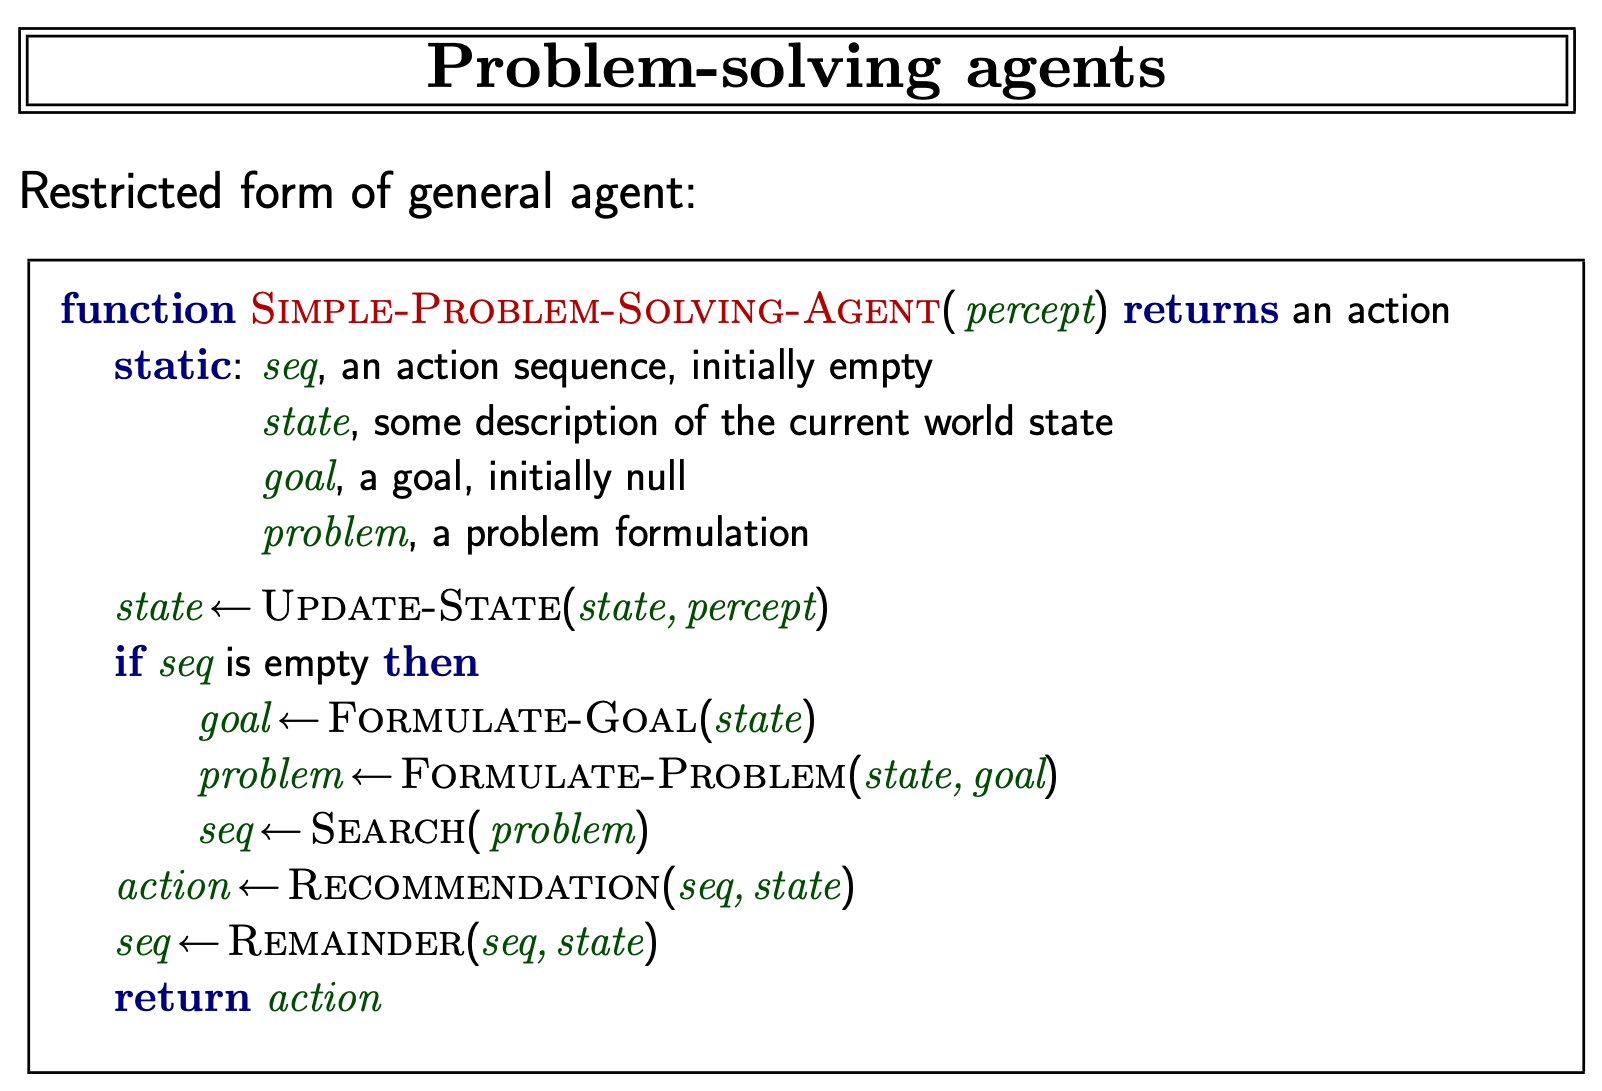 Problem-solving agents
Restricted form of general agent:
function SIMPLE-PROBLEM-SOLVING-AGENT( percept) returns an action
static: seq, an action sequence, initially empty
state, some description of the current world state
goal, a goal, initially null
problem, a problem formulation
state ← UPDATE-STATE(state, percept)
if seq is empty then
goal ← FORMULATE-GOAL(state)
problem ← FORMULATE-PROBLEM(state, goal)
seq ← SEARCH( problem)
action ← RECOMMENDATION(seq, state)
seq ← REMAINDER(seq, state)
return action